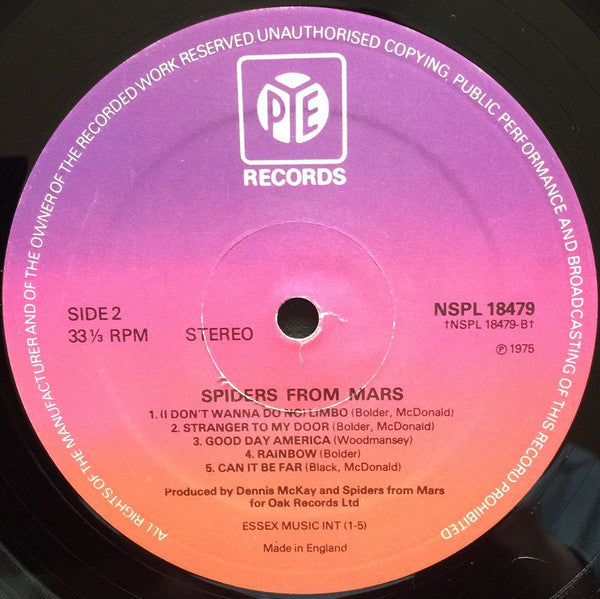 ALL RIGHTS OF THE MANUFACTURER AND OF THE OWNER OF THE RECORDED WORK RESERVED. UNAUTHORISED COPYING, PUBLIC PERFORMANCE AND BROADCASTING OF THIS RECORD PROHIBITED
PYE
RECORDS
SIDE 2
33 ⅓ RPM
STEREO
NSPL 18479
†NSPL 18479-B†
℗ 1975
SPIDERS FROM MARS
1. (I DON'T WANNA DO NO) LIMBO (Bolder, McDonald)
2. STRANGER TO MY DOOR (Bolder, McDonald)
3. GOOD DAY AMERICA (Woodmansey)
4. RAiNBOW (Bolder)
5. CAN IT BE FAR (Black, McDonald)
Produced by Dennis McKay and Spiders from Mars
for Oak Records Ltd
ESSEX MUSIC INT (1-5)
Made in England